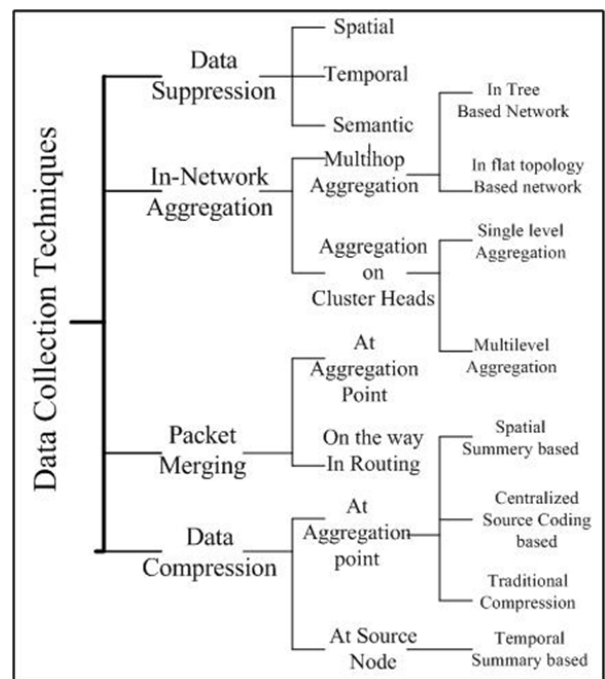 Data Collection Techniques
Data
Suppression
Spatial
Temporal
Semantic
In-Network
Aggregation
Multihop
Aggregation
In Tree
Based Network
In flat topology
Based network
Aggregation
on
Cluster Heads
Single level
Aggregation
Multilevel
Aggregation
Packet
Merging
At
Aggregation
Point
On the way
In Routing
Data
Compression
At
Aggregation
point
Spatial
Summery based
Centralized
Source Coding
based
Traditional
Compression
At Source
Node
Temporal
Summary based